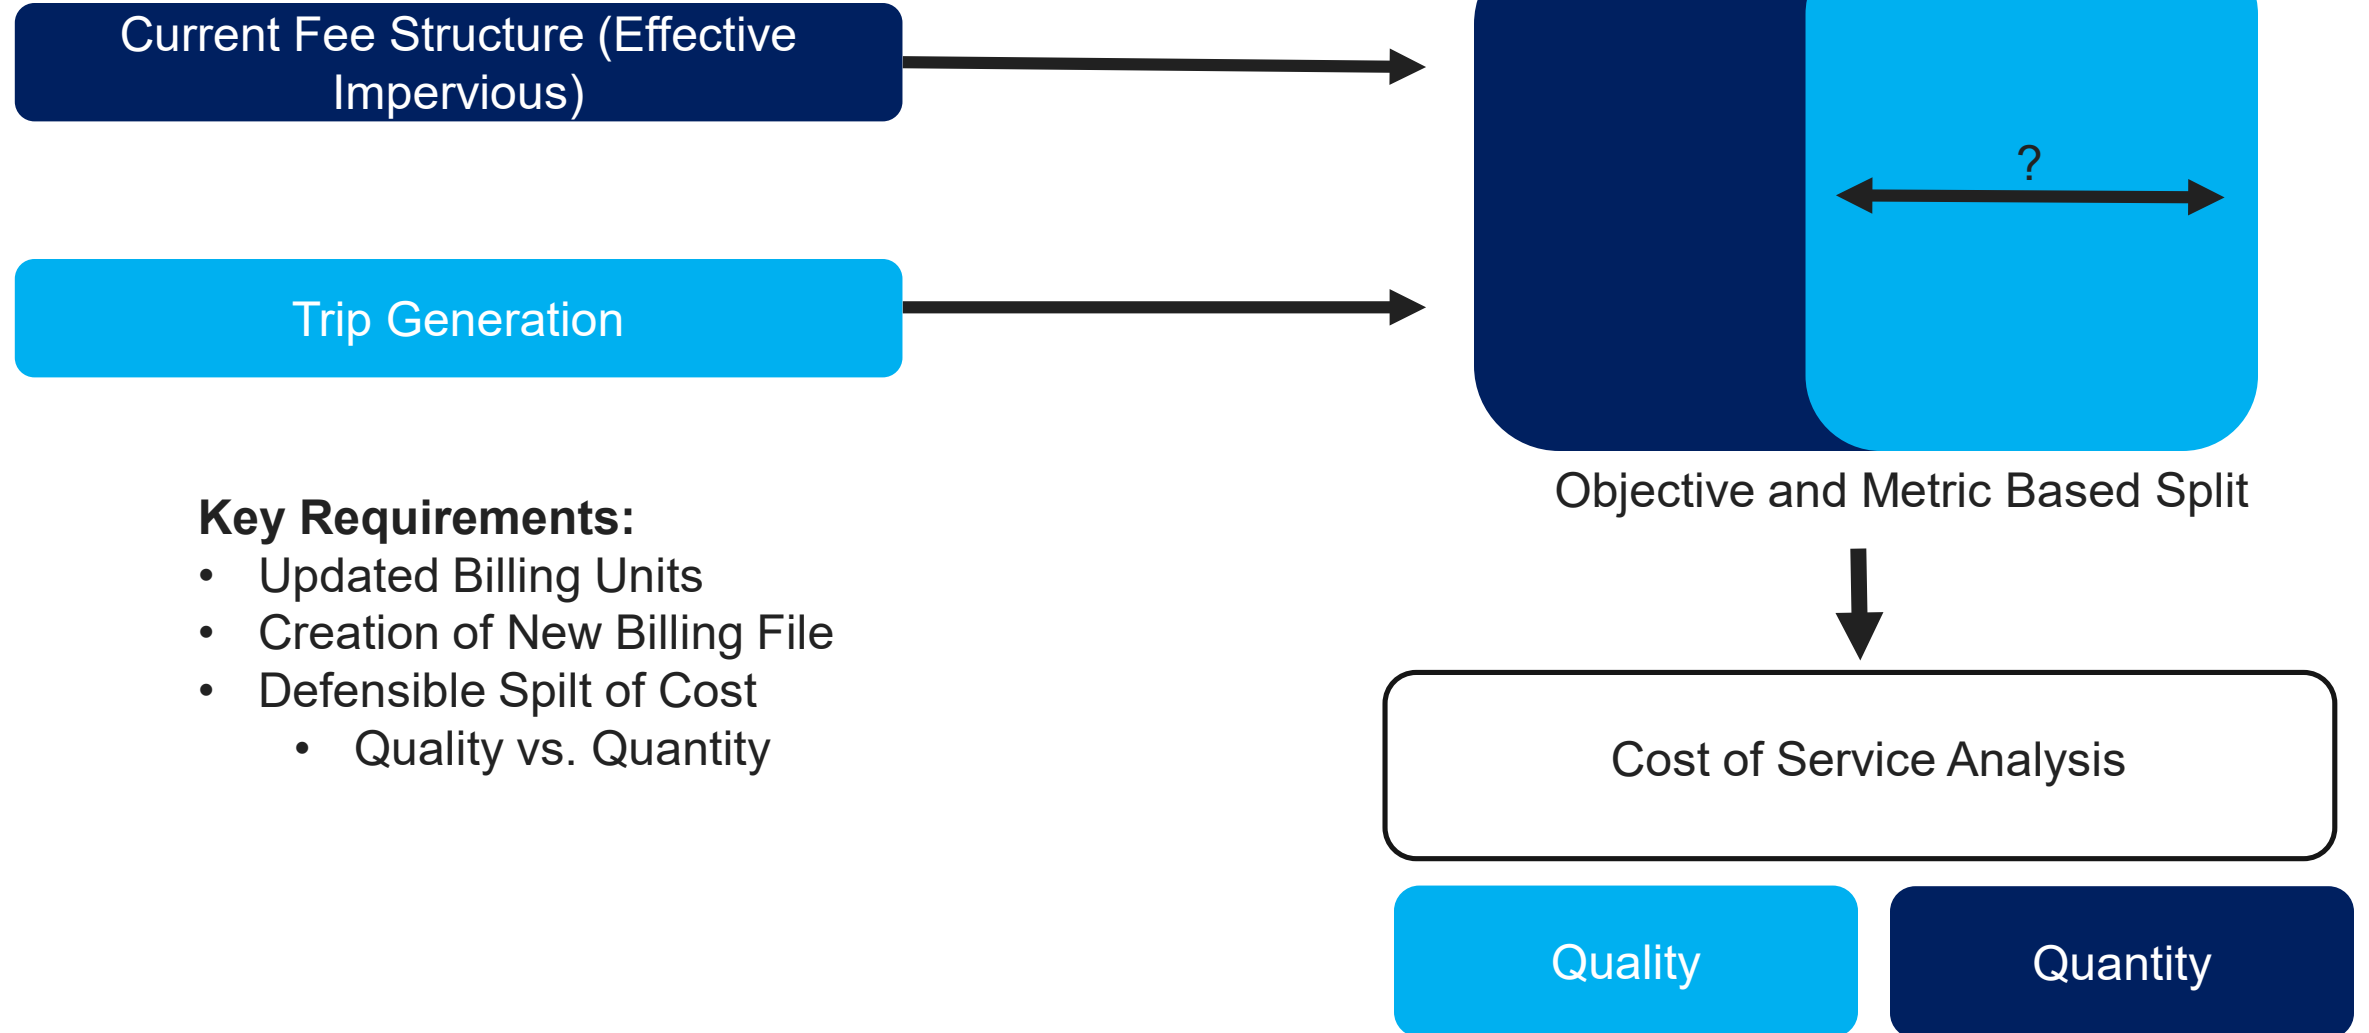 Current Fee Structure (Effective
Impervious)
?
Trip Generation
Objective and Metric Based Split
Key Requirements:
• Updated Billing Units
• Creation of New Billing File
• Defensible Spilt of Cost
• Quality vs. Quantity
Cost of Service Analysis
Quality
Quantity